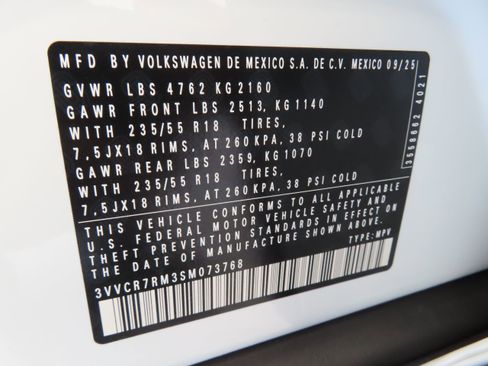 MFD BY VOLKSWAGEN DE MEXICO S.A. DE C.V. MEXICO 09/25
GVWR LBS 4762 KG2160
GAWR FRONT LBS 2513, KG1140
WITH 235/55 R18 TIRES,
7,5JX18 RIMS, AT 260KPA, 38 PSI COLD
GAWR REAR LBS 2359, KG1070
WITH 235/55 R18 TIRES,
7,5JX18 RIMS, AT 260KPA, 38 PSI COLD
THIS VEHICLE CONFORMS TO ALL APPLICABLE
U.S. FEDERAL MOTOR VEHICLE SAFETY AND
THEFT PREVENTION STANDARDS IN EFFECT ON
THE DATE OF MANUFACTURE SHOWN ABOVE.
3VVCR7RM3SM073768 TYPE: MPV
3558662 4021